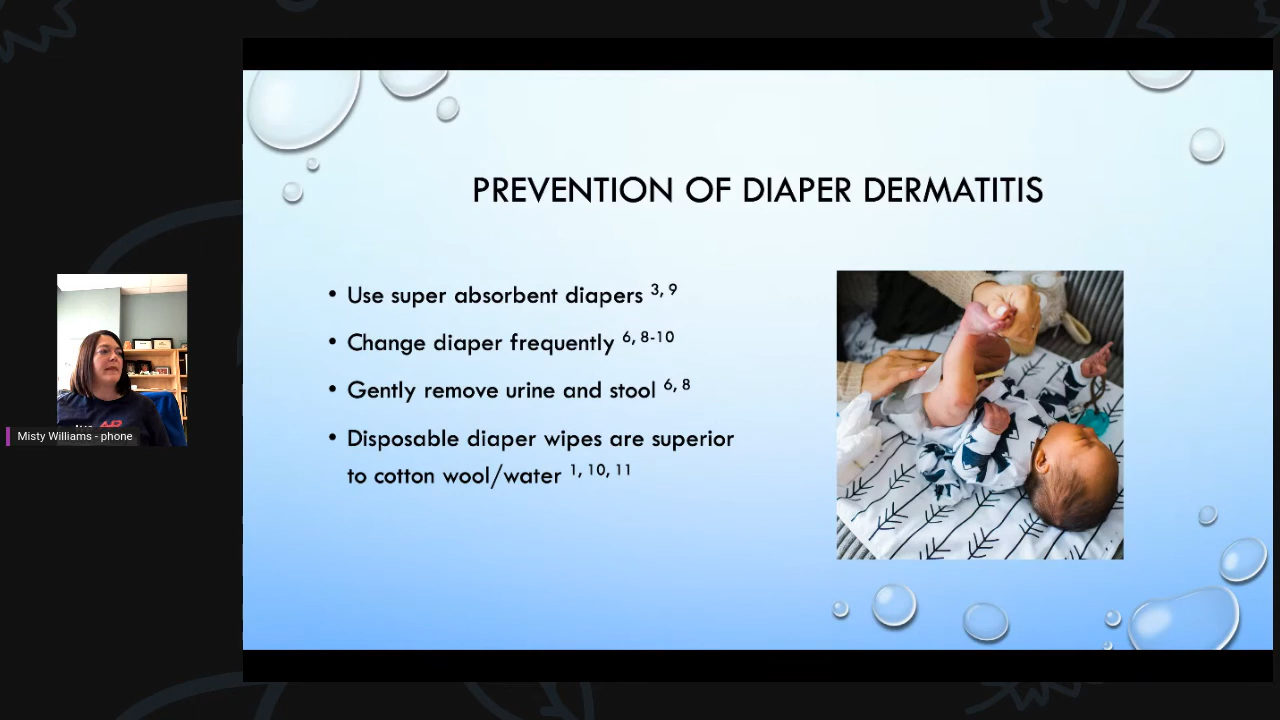 PREVENTION OF DIAPER DERMATITIS
• Use super absorbent diapers 3, 9
• Change diaper frequently 6, 8-10
• Gently remove urine and stool 6, 8
• Disposable diaper wipes are superior
to cotton wool/water 1, 10, 11
Misty Williams - phone